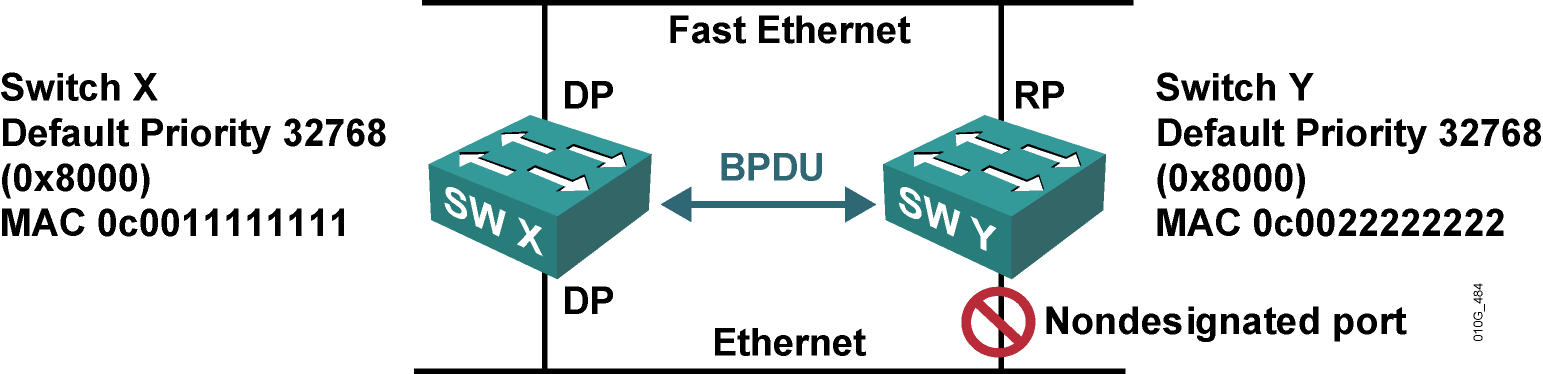 Fast Ethernet
Switch X
Default Priority 32768
(0x8000)
MAC 0c0011111111
DP
SW X
DP
BPDU
RP
SW Y
Switch Y
Default Priority 32768
(0x8000)
MAC 0c0022222222
Nondesignated port
Ethernet
010G_484